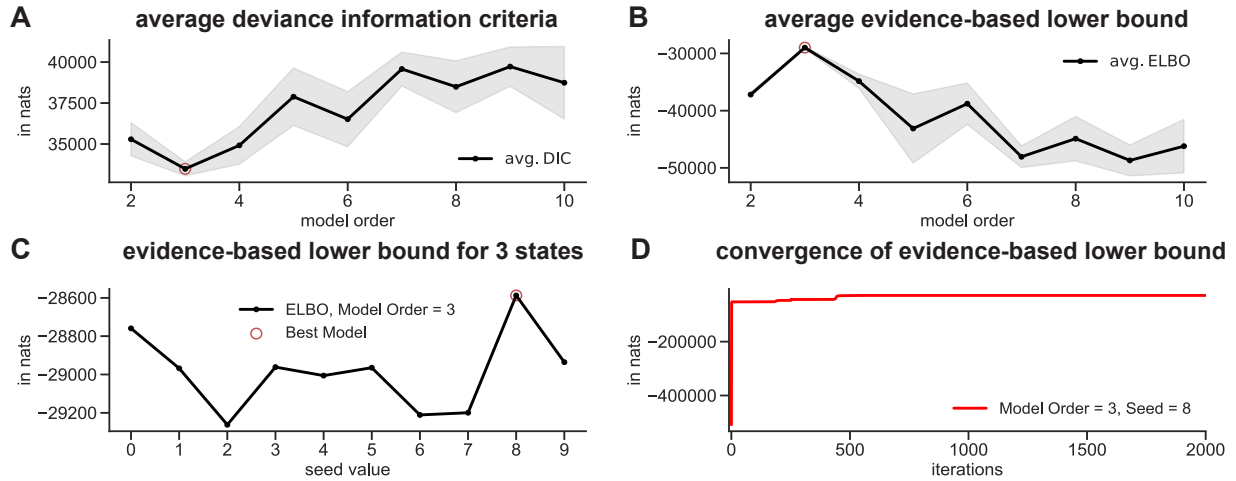 A average deviance information criteria
40000
37500
35000
in nats
avg. DIC
2 4 6 8 10
model order
B average evidence-based lower bound
−30000
−40000
−50000
in nats
avg. ELBO
2 4 6 8 10
model order
C evidence-based lower bound for 3 states
−28600
−28800
−29000
−29200
in nats
ELBO, Model Order = 3
Best Model
0 1 2 3 4 5 6 7 8 9
seed value
D convergence of evidence-based lower bound
−200000
−400000
in nats
Model Order = 3, Seed = 8
0 500 1000 1500 2000
iterations